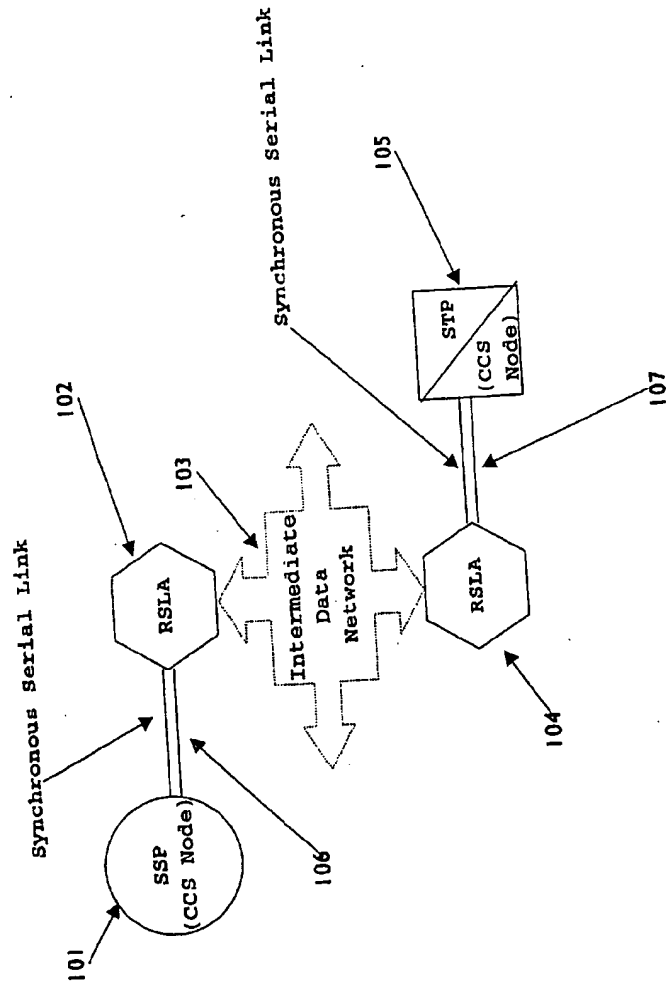 Synchronous Serial Link
102
101
SSP
(CCS Node)
106
RSLA
103
Intermediate
Data
Network
Synchronous Serial Link
105
104
RSLA
STP
(CCS
Node)
107